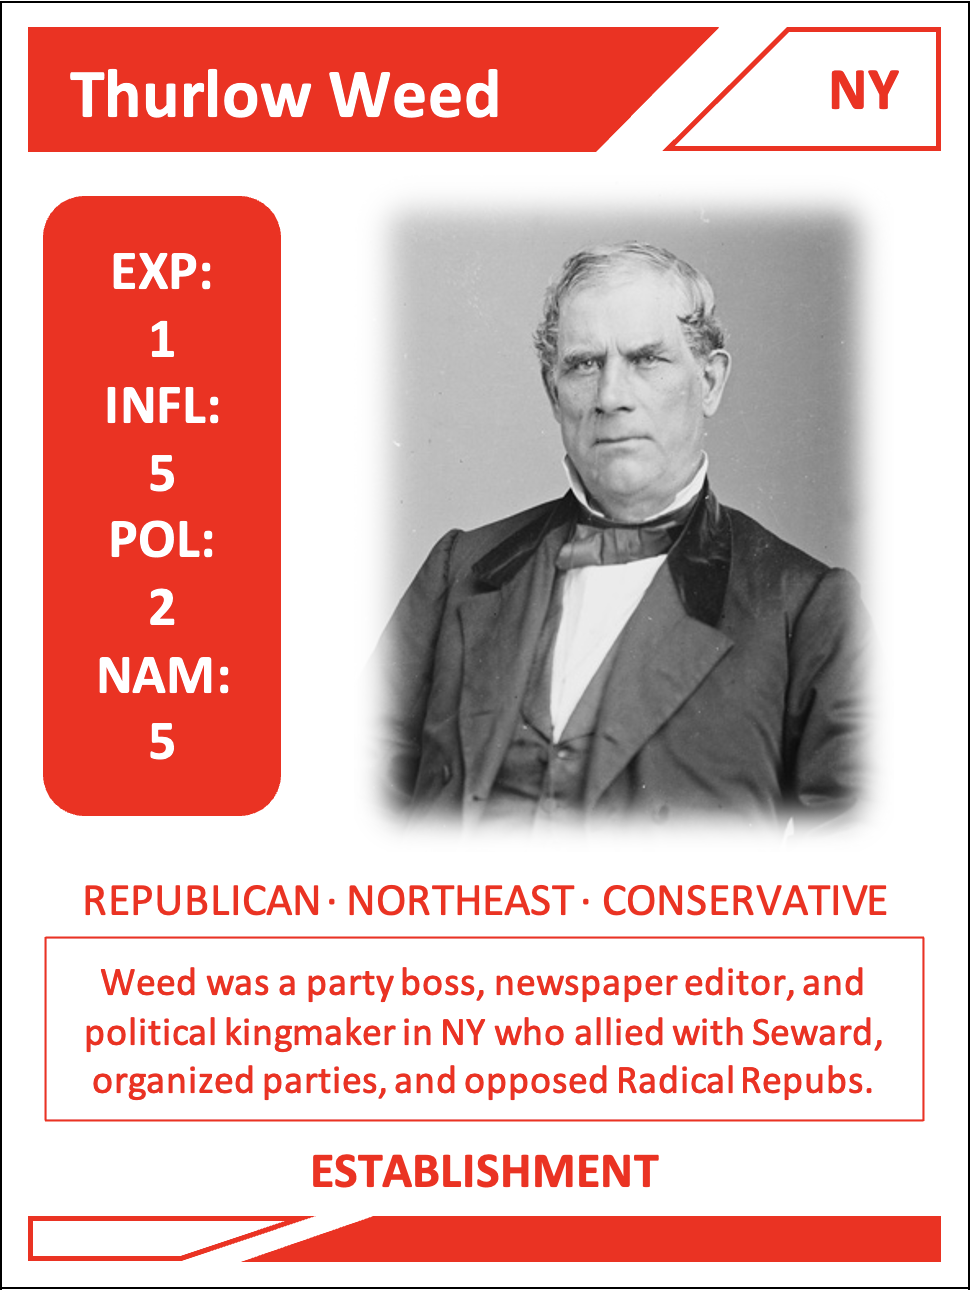 Thurlow Weed
NY
EXP:
1
INFL:
5
POL:
2
NAM:
5
REPUBLICAN · NORTHEAST · CONSERVATIVE
Weed was a party boss, newspaper editor, and
political kingmaker in NY who allied with Seward,
organized parties, and opposed Radical Repubs.
ESTABLISHMENT